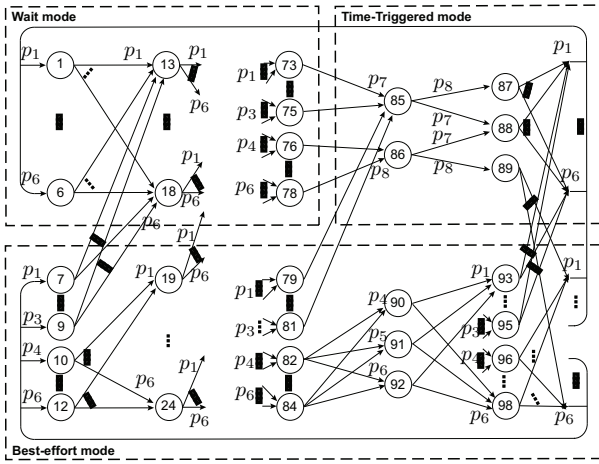 Wait mode Time-Triggered mode
p1 1 p1 13 p1 p6 p1 73 p7 p8 87 p1
p3 75 85 p7 88
p4 76 86 p7
p6 6 p6 18 p1 p6 p6 78 p8 p8 89 p6
p1
p1 7 p1 19 p6 p1 79 p1 93 p1
p3 9 p3 81 p4 90 p3 95
p4 10 p4 82 p5 91 p4 96
p6 12 p6 24 p1 p6 p6 84 p6 92 p6 98 p6
Best-effort mode